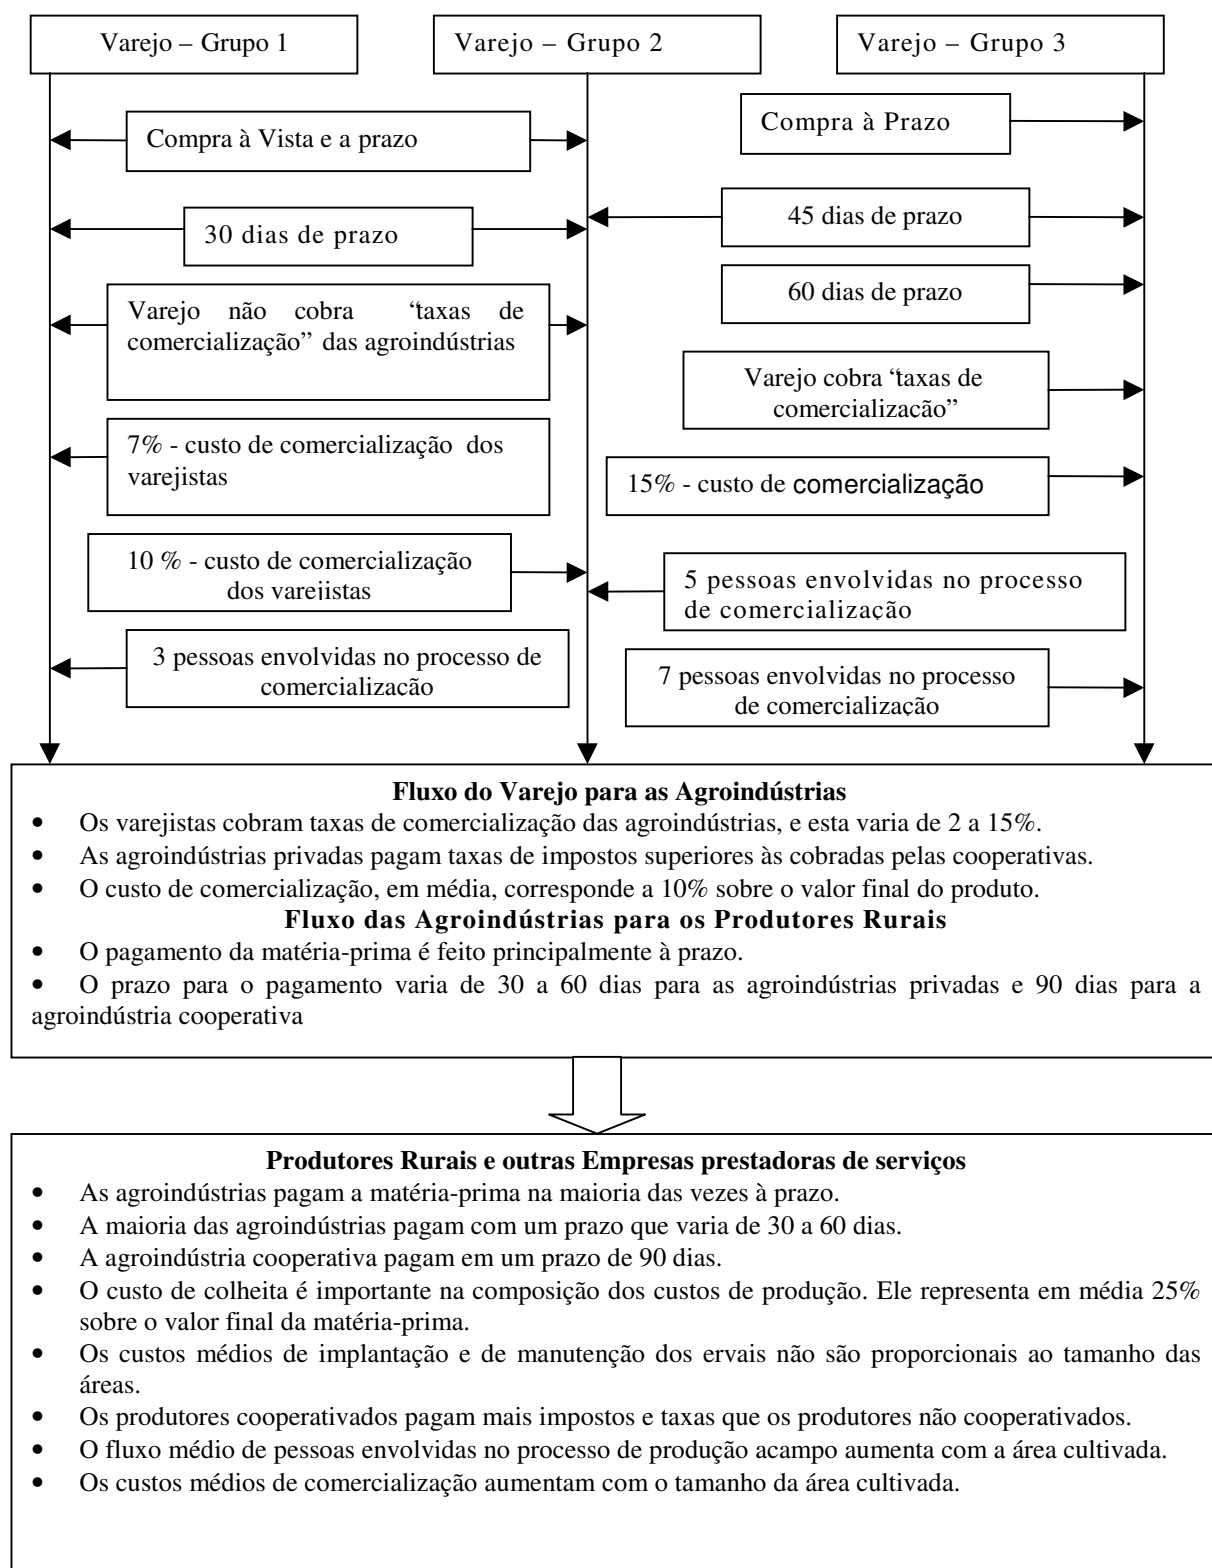 Varejo – Grupo 1
Varejo – Grupo 2
Varejo – Grupo 3
Compra à Vista e a prazo
Compra à Prazo
30 dias de prazo
45 dias de prazo
60 dias de prazo
Varejo não cobra “taxas de
comercialização” das agroindústrias
Varejo cobra “taxas de
comercialização”
7% - custo de comercialização dos
varejistas
15% - custo de comercialização
10 % - custo de comercialização
dos varejistas
5 pessoas envolvidas no processo
de comercialização
3 pessoas envolvidas no processo de
comercialização
7 pessoas envolvidas no processo
de comercialização
Fluxo do Varejo para as Agroindústrias
• Os varejistas cobram taxas de comercialização das agroindústrias, e esta varia de 2 a 15%.
• As agroindústrias privadas pagam taxas de impostos superiores às cobradas pelas cooperativas.
• O custo de comercialização, em média, corresponde a 10% sobre o valor final do produto.
Fluxo das Agroindústrias para os Produtores Rurais
• O pagamento da matéria-prima é feito principalmente à prazo.
• O prazo para o pagamento varia de 30 a 60 dias para as agroindústrias privadas e 90 dias para a
agroindústria cooperativa
Produtores Rurais e outras Empresas prestadoras de serviços
• As agroindústrias pagam a matéria-prima na maioria das vezes à prazo.
• A maioria das agroindústrias pagam com um prazo que varia de 30 a 60 dias.
• A agroindústria cooperativa pagam em um prazo de 90 dias.
• O custo de colheita é importante na composição dos custos de produção. Ele representa em média 25%
sobre o valor final da matéria-prima.
• Os custos médios de implantação e de manutenção dos ervais não são proporcionais ao tamanho das
áreas.
• Os produtores cooperativados pagam mais impostos e taxas que os produtores não cooperativados.
• O fluxo médio de pessoas envolvidas no processo de produção acampo aumenta com a área cultivada.
• Os custos médios de comercialização aumentam com o tamanho da área cultivada.